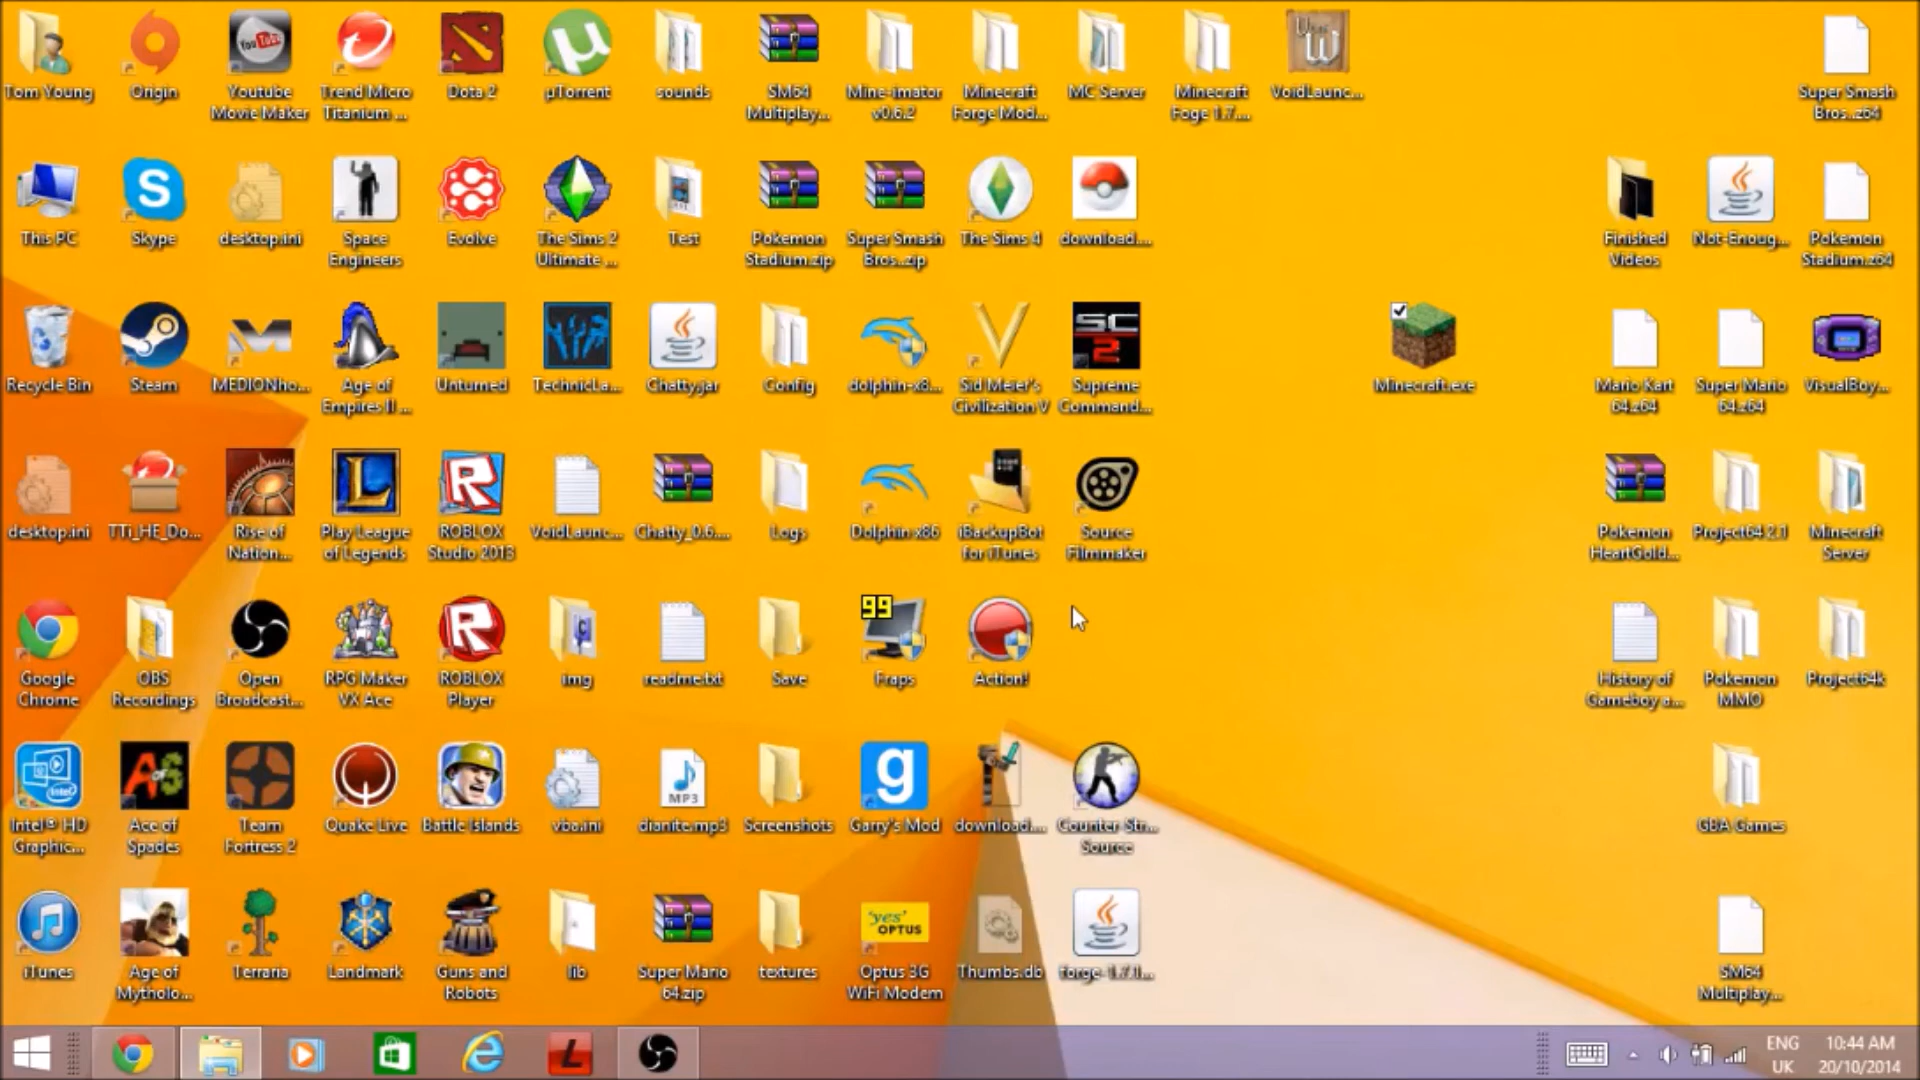 Tom Young
Origin
Youtube
Movie Maker
Trend Micro
Titanium ...
Dota 2
µTorrent
sounds
SM64
Multiplay...
Mine-imator
v0.6.2
Minecraft
Forge Mod...
MC Server
Minecraft
Foge 1.7....
VoidLaunc...
Super Smash
Bros..z64
This PC
Skype
desktop.ini
Space
Engineers
Evolve
The Sims 2
Ultimate ...
Test
Pokemon
Stadium.zip
Super Smash
Bros..zip
The Sims 4
download....
Finished
Videos
Not-Enoug...
Pokemon
Stadium.z64
Recycle Bin
Steam
MEDIONho...
Age of
Empires II ...
Unturned
TechnicLa...
Chatty.jar
Config
dolphin-x8...
Sid Meier's
Civilization V
SC
2
Supreme
Command...
Minecraft.exe
Mario Kart
64.z64
Super Mario
64.z64
VisualBoy...
desktop.ini
TTi_HE_Do...
Rise of
Nation...
Play League
of Legends
ROBLOX
Studio 2013
VoidLaunc...
Chatty_0.6....
Logs
Dolphin-x86
iBackupBot
for iTunes
Source
Filmmaker
Pokemon
HeartGold...
Project64 2.1
Minecraft
Server
Google
Chrome
OBS
Recordings
Open
Broadcast...
RPG Maker
VX Ace
ROBLOX
Player
img
readme.txt
Save
99
Fraps
Action!
History of
Gameboy a...
Pokemon
MMO
Project64k
Intel® HD
Graphic...
Ace of
Spades
Team
Fortress 2
Quake Live
Battle Islands
vba.ini
MP3
dianite.mp3
Screenshots
g
Garry's Mod
download....
Counter-Str...
Source
GBA Games
iTunes
Age of
Mytholo...
Terraria
Landmark
Guns and
Robots
lib
Super Mario
64.zip
textures
'yes'
OPTUS
Optus 3G
WiFi Modem
Thumbs.db
forge-1.7.1...
SM64
Multiplay...
ENG
UK
10:44 AM
20/10/2014